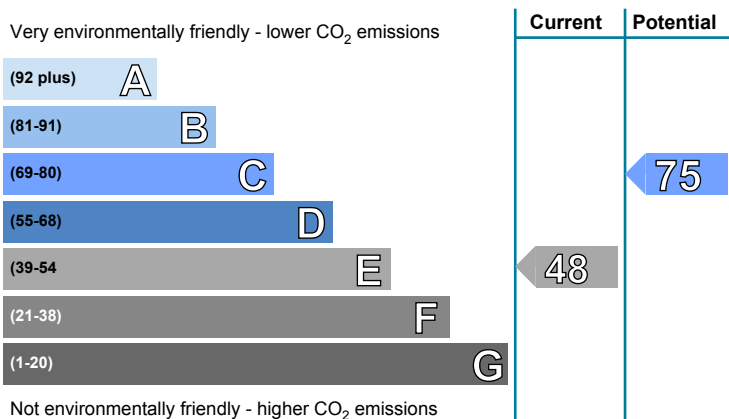 Current Potential
Very environmentally friendly - lower CO2 emissions
(92 plus) A
(81-91) B
(69-80) C 75
(55-68) D
(39-54 E 48
(21-38) F
(1-20) G
Not environmentally friendly - higher CO2 emissions